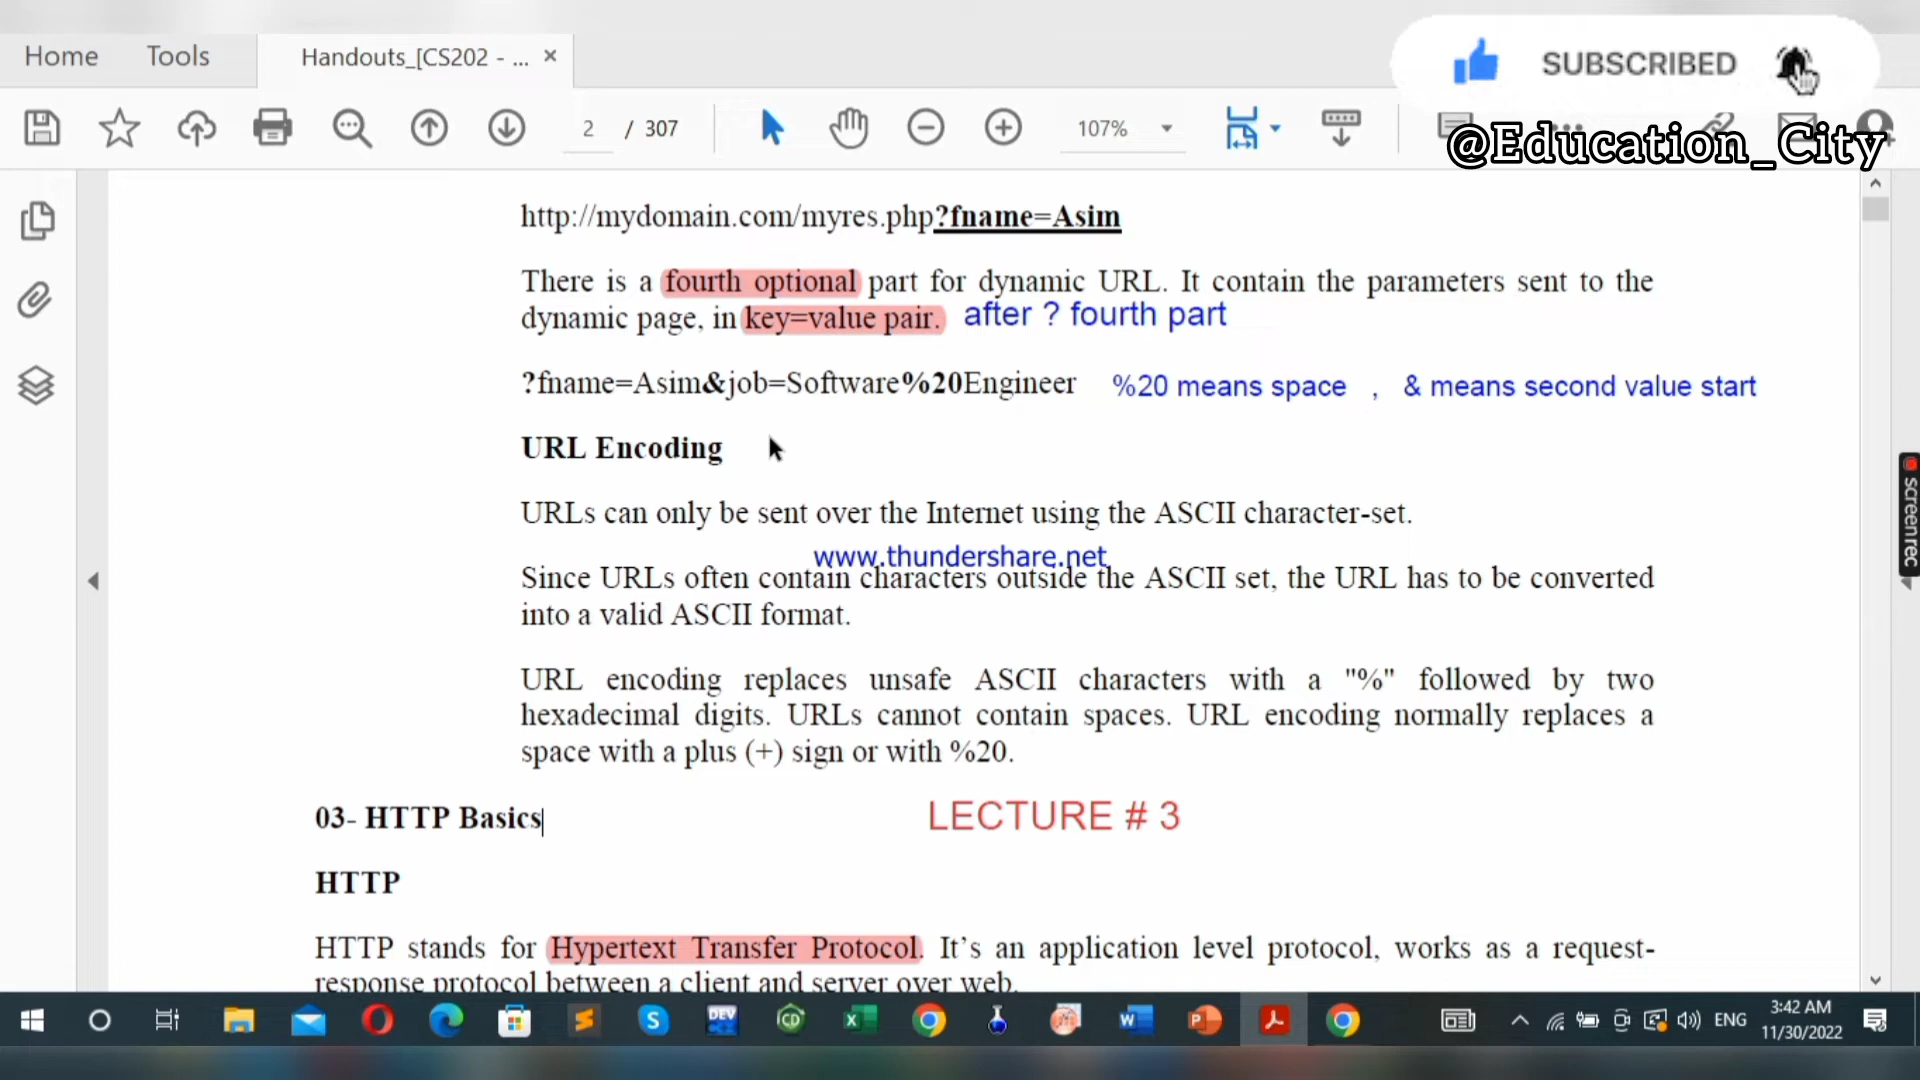 SUBSCRIBED
Home Tools Handouts_[CS202 - ... ×
2 / 307 107%
@Education_City
http://mydomain.com/myres.php?fname=Asim
There is a fourth optional part for dynamic URL. It contain the parameters sent to the
dynamic page, in key=value pair. after ? fourth part
?fname=Asim&job=Software%20Engineer %20 means space , & means second value start
URL Encoding
URLs can only be sent over the Internet using the ASCII character-set.
www.thundershare.net
Since URLs often contain characters outside the ASCII set, the URL has to be converted
into a valid ASCII format.
URL encoding replaces unsafe ASCII characters with a "%" followed by two
hexadecimal digits. URLs cannot contain spaces. URL encoding normally replaces a
space with a plus (+) sign or with %20.
03- HTTP Basics LECTURE # 3
HTTP
HTTP stands for Hypertext Transfer Protocol. It's an application level protocol, works as a request-
response protocol between a client and server over web.
screenrec
DEV
CD
ENG
3:42 AM
11/30/2022